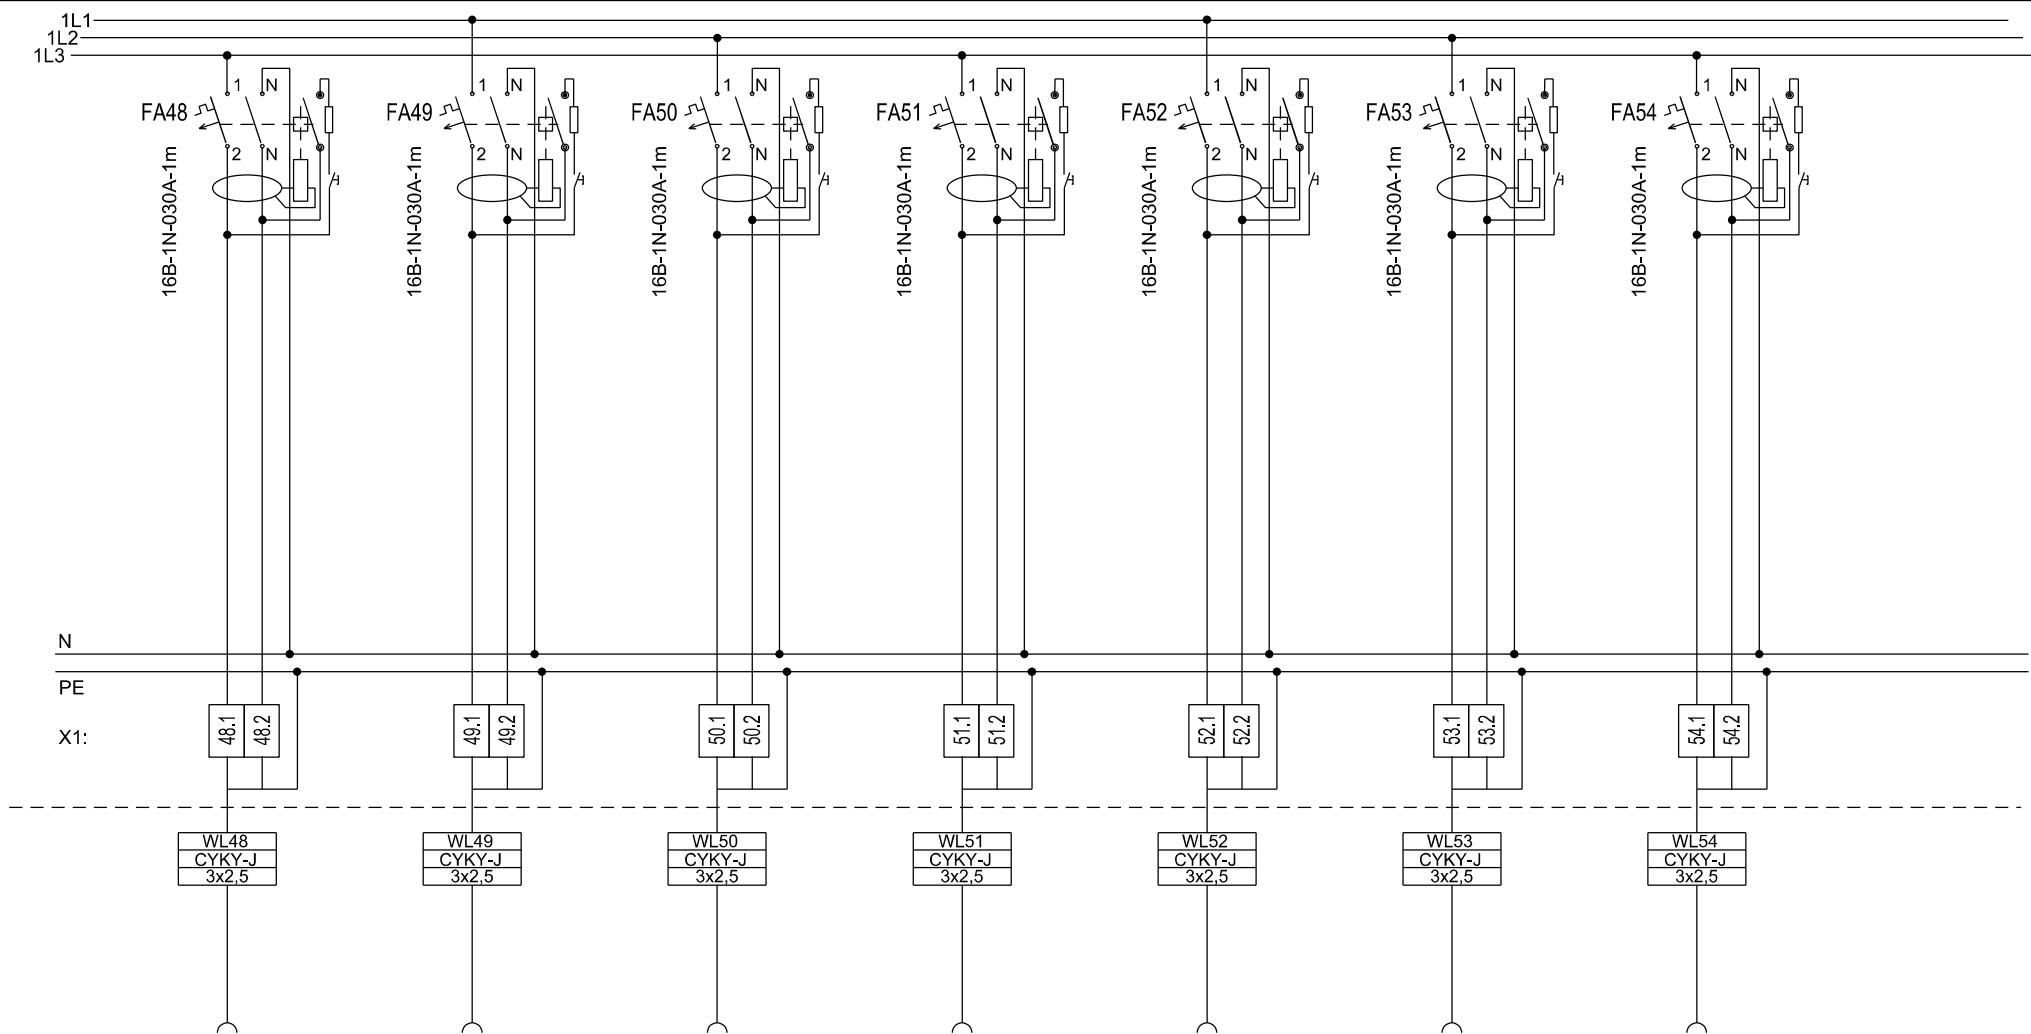 1L1
1L2
1L3
FA48 1 N
2 N
16B-1N-030A-1m
FA49 1 N
2 N
16B-1N-030A-1m
FA50 1 N
2 N
16B-1N-030A-1m
FA51 1 N
2 N
16B-1N-030A-1m
FA52 1 N
2 N
16B-1N-030A-1m
FA53 1 N
2 N
16B-1N-030A-1m
FA54 1 N
2 N
16B-1N-030A-1m
N
PE
X1:
48.1 48.2
49.1 49.2
50.1 50.2
51.1 51.2
52.1 52.2
53.1 53.2
54.1 54.2
WL48
CYKY-J
3x2,5
WL49
CYKY-J
3x2,5
WL50
CYKY-J
3x2,5
WL51
CYKY-J
3x2,5
WL52
CYKY-J
3x2,5
WL53
CYKY-J
3x2,5
WL54
CYKY-J
3x2,5